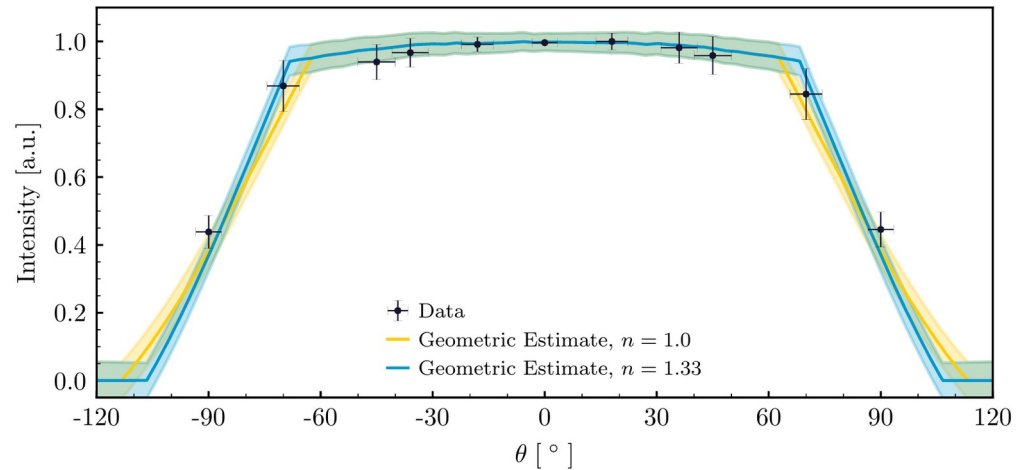 1.0
0.8
0.6
0.4
0.2
0.0
Intensity [a.u.]
Data
Geometric Estimate, n = 1.0
Geometric Estimate, n = 1.33
-120 -90 -60 -30 0 30 60 90 120
θ [ ° ]